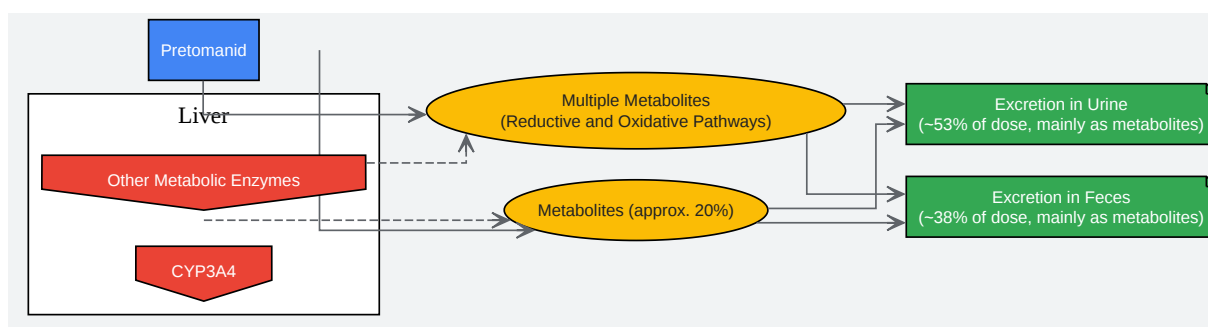 Pretomanid
Liver
Multiple Metabolites
(Reductive and Oxidative Pathways)
Excretion in Urine
(~53% of dose, mainly as metabolites)
Other Metabolic Enzymes
Metabolites (approx. 20%)
Excretion in Feces
(~38% of dose, mainly as metabolites)
CYP3A4